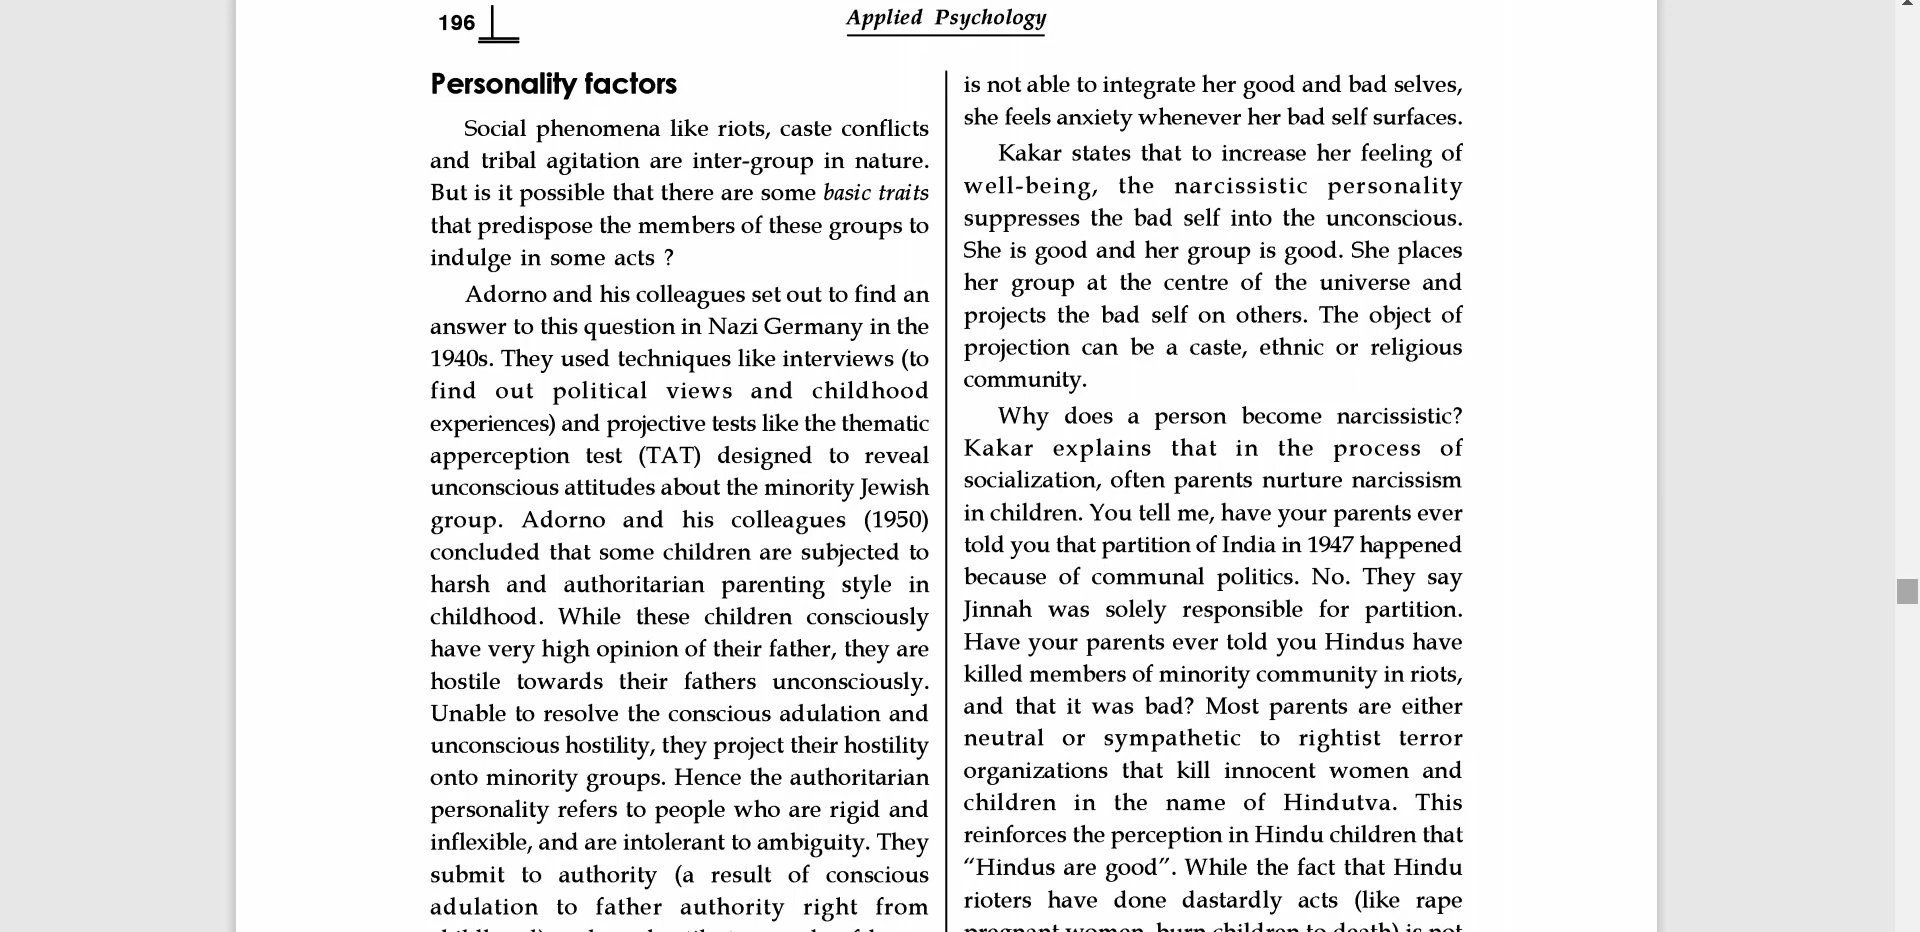 196
Applied Psychology
Personality factors
Social phenomena like riots, caste conflicts
and tribal agitation are inter-group in nature.
But is it possible that there are some basic traits
that predispose the members of these groups to
indulge in some acts ?
Adorno and his colleagues set out to find an
answer to this question in Nazi Germany in the
1940s. They used techniques like interviews (to
find out political views and childhood
experiences) and projective tests like the thematic
apperception test (TAT) designed to reveal
unconscious attitudes about the minority Jewish
group. Adorno and his colleagues (1950)
concluded that some children are subjected to
harsh and authoritarian parenting style in
childhood. While these children consciously
have very high opinion of their father, they are
hostile towards their fathers unconsciously.
Unable to resolve the conscious adulation and
unconscious hostility, they project their hostility
onto minority groups. Hence the authoritarian
personality refers to people who are rigid and
inflexible, and are intolerant to ambiguity. They
submit to authority (a result of conscious
adulation to father authority right from
is not able to integrate her good and bad selves,
she feels anxiety whenever her bad self surfaces.
Kakar states that to increase her feeling of
well-being, the narcissistic personality
suppresses the bad self into the unconscious.
She is good and her group is good. She places
her group at the centre of the universe and
projects the bad self on others. The object of
projection can be a caste, ethnic or religious
community.
Why does a person become narcissistic?
Kakar explains that in the process of
socialization, often parents nurture narcissism
in children. You tell me, have your parents ever
told you that partition of India in 1947 happened
because of communal politics. No. They say
Jinnah was solely responsible for partition.
Have your parents ever told you Hindus have
killed members of minority community in riots,
and that it was bad? Most parents are either
neutral or sympathetic to rightist terror
organizations that kill innocent women and
children in the name of Hindutva. This
reinforces the perception in Hindu children that
“Hindus are good”. While the fact that Hindu
rioters have done dastardly acts (like rape
pregnant women, burn children to death) is not